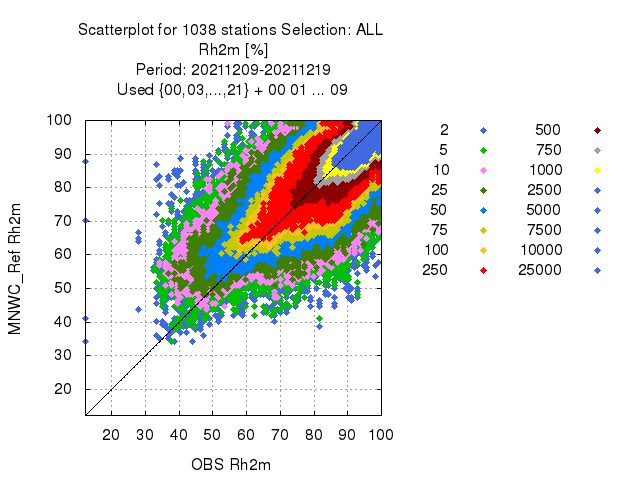 Scatterplot for 1038 stations Selection: ALL
Rh2m [%]
Period: 20211209-20211219
Used {00,03,...,21} + 00 01 ... 09
MNWC_Ref Rh2m
100
90
80
70
60
50
40
30
20
20 30 40 50 60 70 80 90 100
OBS Rh2m
2 500
5 750
10 1000
25 2500
50 5000
75 7500
100 10000
250 25000